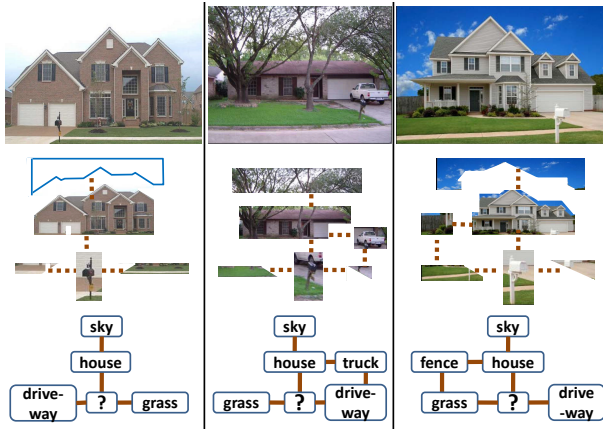 sky
house
drive-
way
?
grass
sky
house
truck
grass
?
drive-
way
sky
fence
house
grass
?
drive
-way